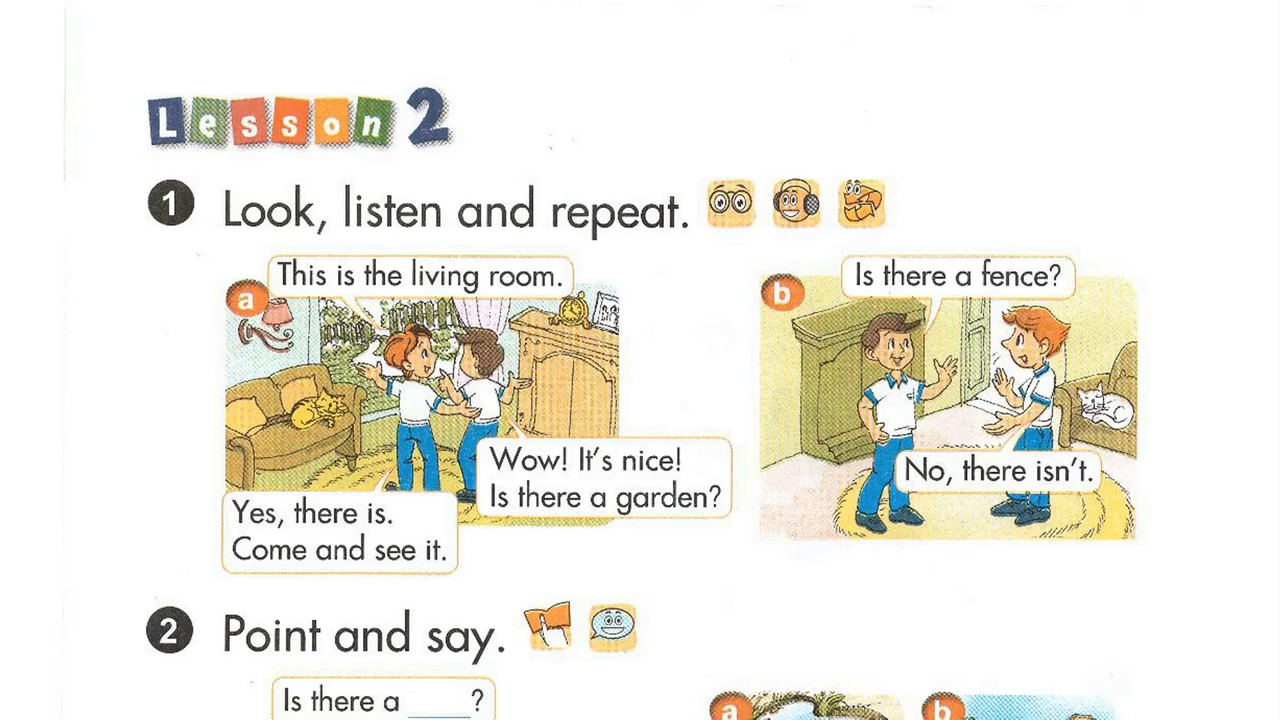 Lesson 2
1 Look, listen and repeat.
a
This is the living room.
Wow! It's nice!
Is there a garden?
Yes, there is.
Come and see it.
b
Is there a fence?
No, there isn't.
2 Point and say.
Is there a ____?
a
b